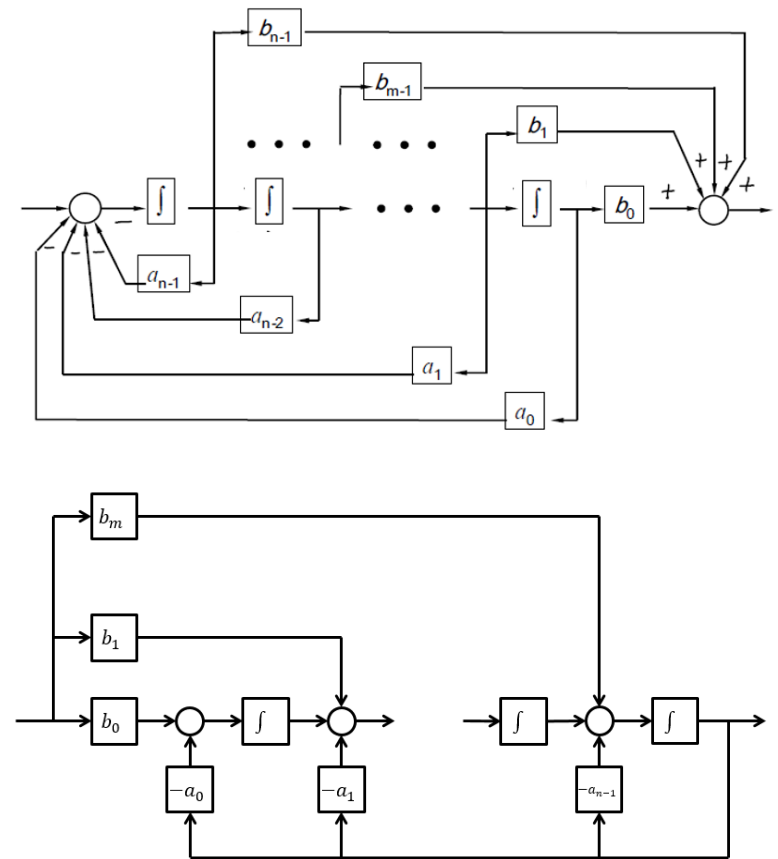 b_{n-1}
b_{m-1}
b_1
+ + +
∫ ∫ ∫ b_0 +
− − − −
a_{n-1}
a_{n-2}
a_1
a_0
b_m
b_1
b_0 ∫ ∫ ∫
−a_0 −a_1 −a_{n−1}